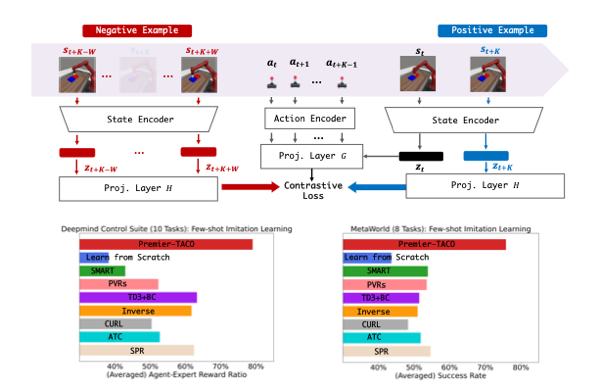 Negative Example
Positive Example
s_{t+K-W} ... s_{t+K} ... s_{t+K+W}
a_t a_{t+1} ... a_{t+K-1}
s_t s_{t+K}
State Encoder
Action Encoder
State Encoder
...
...
Proj. Layer G
z_{t+K-W} z_{t+K+W}
z_t z_{t+K}
Proj. Layer H
Contrastive
Loss
Proj. Layer H
Deepmind Control Suite (10 Tasks): Few-shot Imitation Learning
Premier-TACO
Learn from Scratch
SMART
PVRs
TD3+BC
Inverse
CURL
ATC
SPR
40% 50% 60% 70% 80%
(Averaged) Agent-Expert Reward Ratio
MetaWorld (8 Tasks): Few-shot Imitation Learning
Premier-TACO
Learn from Scratch
SMART
PVRs
TD3+BC
Inverse
CURL
ATC
SPR
40% 50% 60% 70% 80%
(Averaged) Success Rate